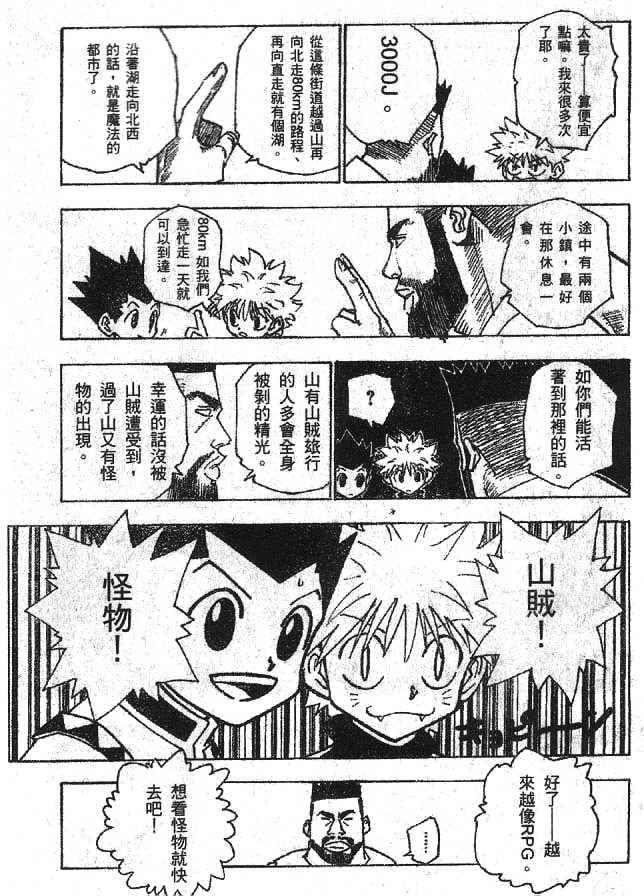 太貴了——算便宜
點嘛。我來很多次
了耶。
3000J。
從這條街道越過山再
向北走80km的路程、
再向直走就有個湖。
沿著湖走向北西
的話，就是魔法的
都市了。
途中有兩個
小鎮，最好
在那休息一
會。
80km 如我們
急忙走一天就
可以到達。
如你們能活
著到那裡的話。
？
山有山賊旅行
的人多會全身
被剝的精光。
幸運的話沒被
山賊遭受到，
過了山又有怪
物的出現。
山賊！
怪物！
好了——越
來越像RPG。
……
想看怪物就快
去吧！